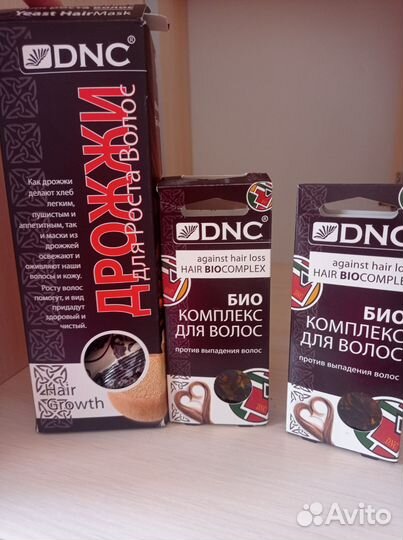 Yeast HairMask
DNC®
ДРОЖЖИ
Для Роста Волос
Как дрожжи
делают хлеб
легким,
пушистым и
аппетитным, так
и маски из
дрожжей
освежают и
оживляют наши
волосы и кожу.
Росту волос
помогут, и вид
придадут
здоровый и
чистый.
Hair
Growth
DNC®
against hair loss
HAIR BIOCOMPLEX
БИО
КОМПЛЕКС
ДЛЯ ВОЛОС
против выпадения волос
DNC
DNC
against hair lo
HAIR BIOCOMPLE
БИО
КОМПЛЕКС
ДЛЯ ВОЛОС
против выпадения волос
DNC
Avito